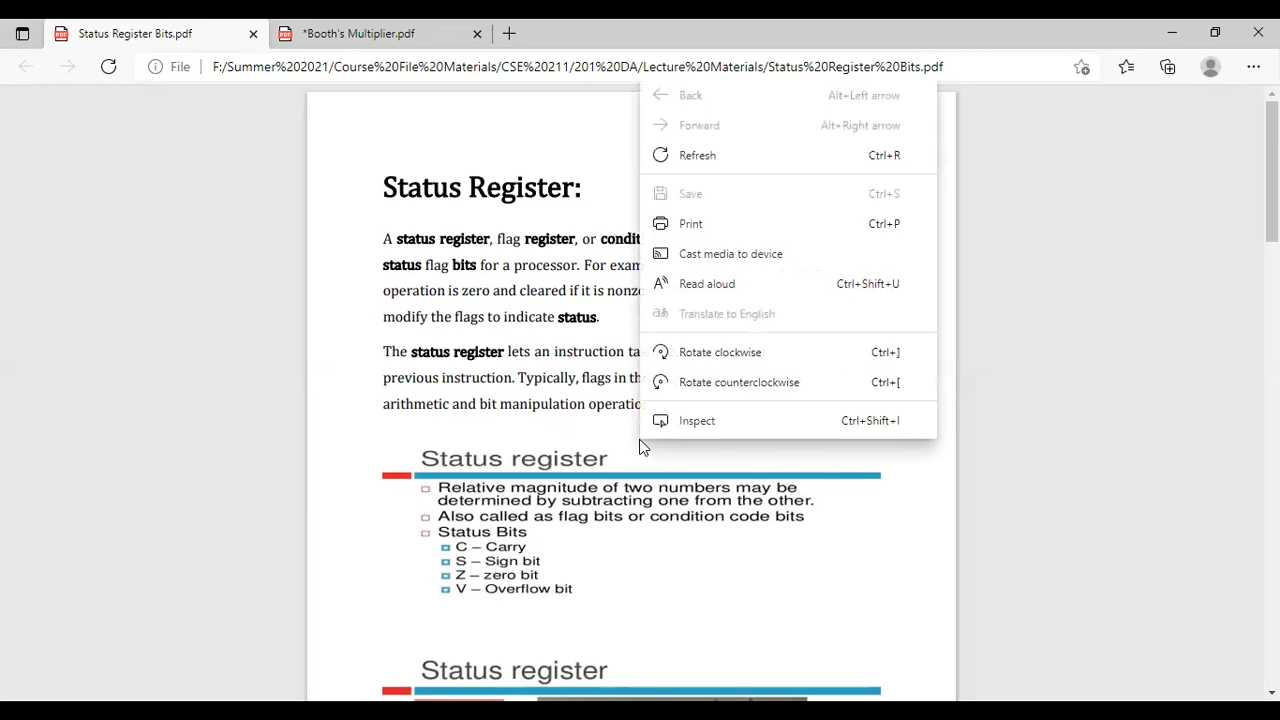 Status Register Bits.pdf
*Booth's Multiplier.pdf
File F:/Summer%202021/Course%20File%20Materials/CSE%20211/201%20DA/Lecture%20Materials/Status%20Register%20Bits.pdf
Back Alt+Left arrow
Forward Alt+Right arrow
Refresh Ctrl+R
Save Ctrl+S
Print Ctrl+P
Cast media to device
Read aloud Ctrl+Shift+U
Translate to English
Rotate clockwise Ctrl+]
Rotate counterclockwise Ctrl+[
Inspect Ctrl+Shift+I
Status Register:
A status register, flag register, or
status flag bits for a processor. For
operation is zero and cleared if it is
modify the flags to indicate status.
The status register lets an instruction
previous instruction. Typically, flags in
arithmetic and bit manipulation
Status register
Relative magnitude of two numbers may be
determined by subtracting one from the other.
Also called as flag bits or condition code bits
Status Bits
C – Carry
S – Sign bit
Z – zero bit
V – Overflow bit
Status register